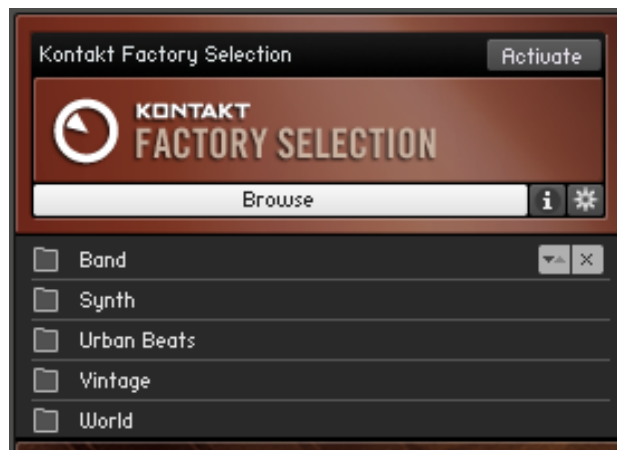 Kontakt Factory Selection Activate
KONTAKT
FACTORY SELECTION
Browse i
Band
Synth
Urban Beats
Vintage
World